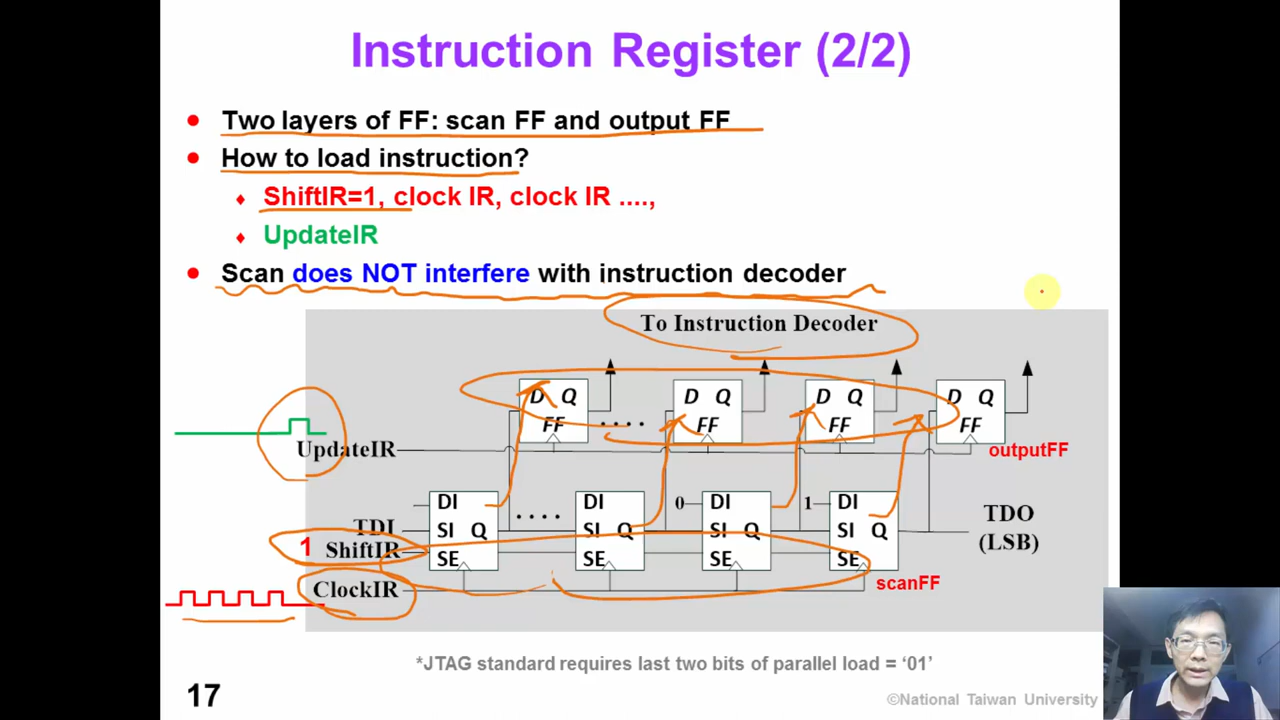 Instruction Register (2/2)
Two layers of FF: scan FF and output FF
How to load instruction?
ShiftIR=1, clock IR, clock IR ....,
UpdateIR
Scan does NOT interfere with instruction decoder
To Instruction Decoder
D Q D Q D Q D Q
FF .... FF FF FF
UpdateIR
outputFF
DI DI 0 DI 1 DI
TDI SI Q .... SI Q SI Q SI Q
TDO
(LSB)
1 ShiftIR SE SE SE SE
ClockIR
scanFF
*JTAG standard requires last two bits of parallel load = ‘01’
17
©National Taiwan University